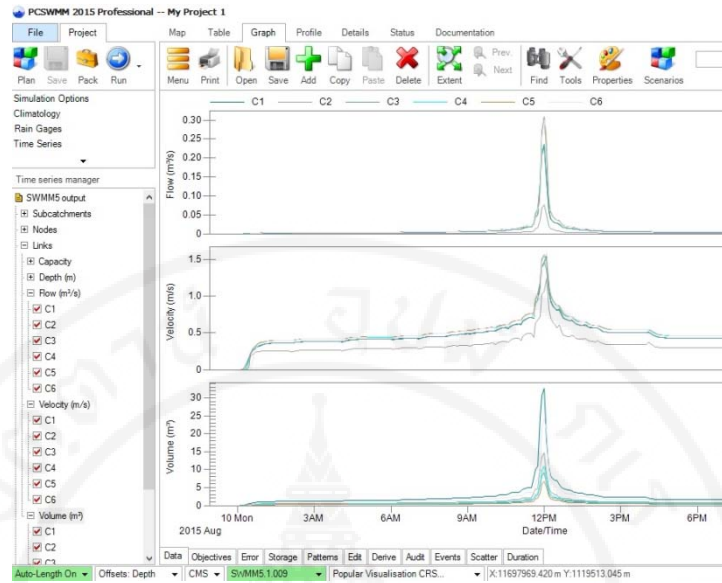 PCSWMM 2015 Professional -- My Project 1
File Project Map Table Graph Profile Details Status Documentation
Prev.
Next
Plan Save Pack Run Menu Print Open Save Add Copy Paste Delete Extent Find Tools Properties Scenarios
Simulation Options
Climatology
Rain Gages
Time Series
Time series manager
SWMM5 output
Subcatchments
Nodes
Links
Capacity
Depth (m)
Flow (m³/s)
C1
C2
C3
C4
C5
C6
Velocity (m/s)
C1
C2
C3
C4
C5
C6
Volume (m³)
C1
C2
C3
C1 C2 C3 C4 C5 C6
Flow (m³/s)
0.30
0.25
0.20
0.15
0.10
0.05
0
Velocity (m/s)
1.5
1.0
0.5
0
Volume (m³)
30
25
20
15
10
5
0
10 Mon 3AM 6AM 9AM 12PM 3PM 6PM
2015 Aug Date/Time
Data Objectives Error Storage Patterns Edit Derive Audit Events Scatter Duration
Auto-Length On Offsets: Depth CMS SWMM5.1.009 Popular Visualisation CRS... X:11697969.420 m Y:1119513.045 m